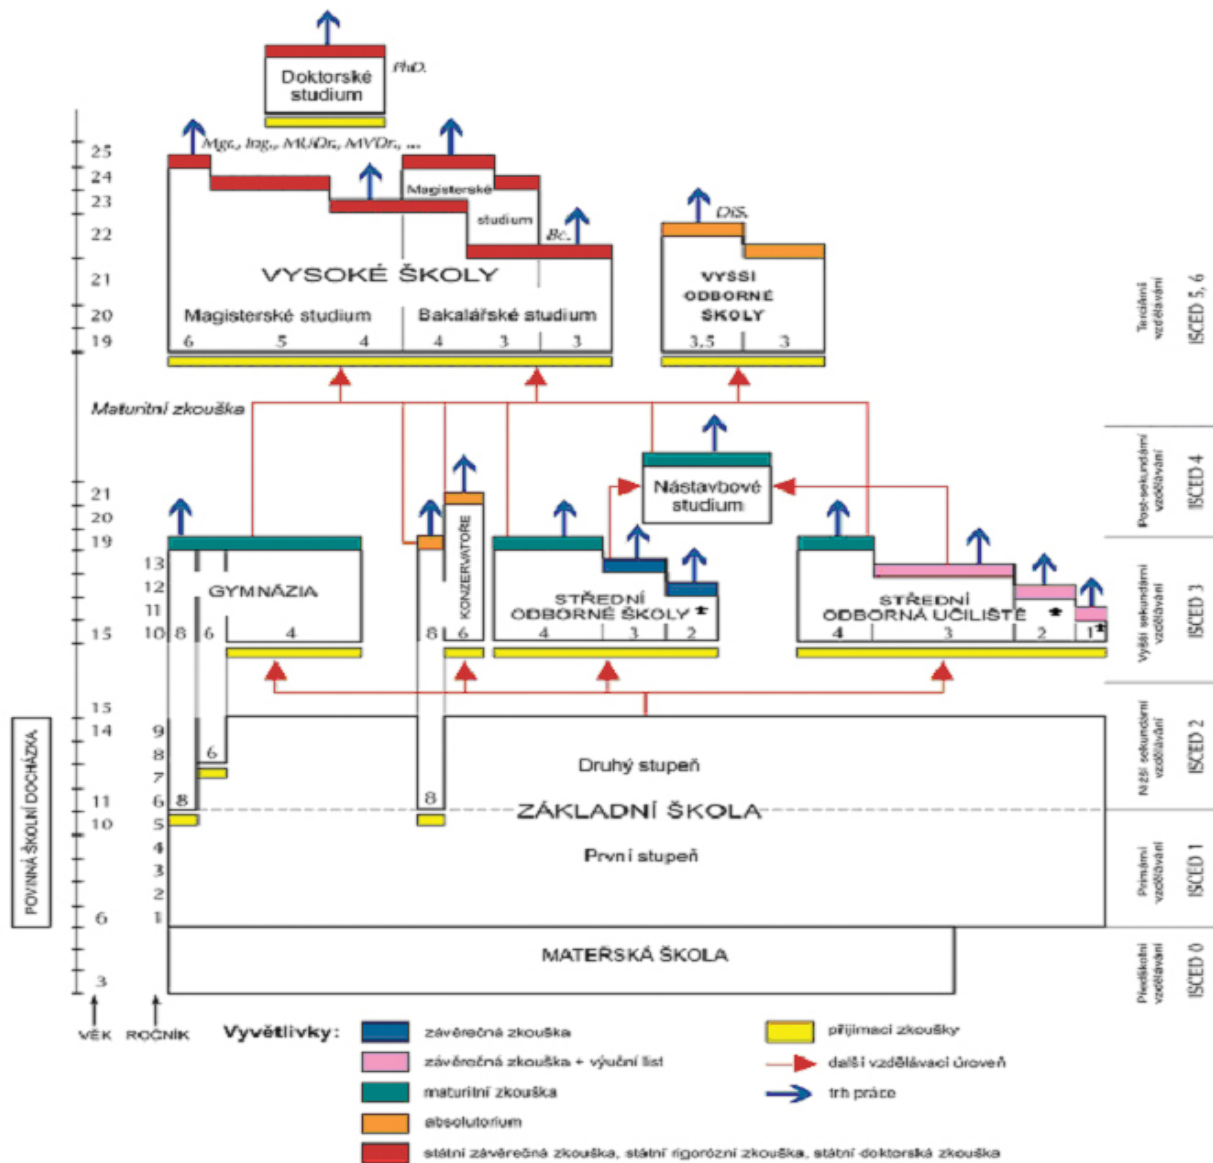 Doktorské
studium
PhD.
Mgr., Ing., MUDr., MVDr., ...
Magisterské
studium
Bc.
DiS.
VYSOKÉ ŠKOLY
Magisterské studium
Bakalářské studium
6 5 4 4 3 3
VYŠŠÍ
ODBORNÉ
ŠKOLY
3,5 3
25
24
23
22
21
20
19
Terciární
vzdělávání
ISCED 5, 6
Maturitní zkouška
Nástavbové
studium
Post-sekundární
vzdělávání
ISCED 4
21
20
19
15
13
12
11
10
GYMNÁZIA
8 6 4
KONZERVATOŘE
8 6
STŘEDNÍ
ODBORNÉ ŠKOLY *
4 3 2
STŘEDNÍ
ODBORNÁ UČILIŠTĚ *
4 3 2 1*
Vyšší sekundární
vzdělávání
ISCED 3
POVINNÁ ŠKOLNÍ DOCHÁZKA
15
14
11
10
6
3
9
8
7
6
5
4
3
2
1
6
8
8
Druhý stupeň
ZÁKLADNÍ ŠKOLA
První stupeň
Nižší sekundární
vzdělávání
ISCED 2
Primární
vzdělávání
ISCED 1
MATEŘSKÁ ŠKOLA
Předškolní
vzdělávání
ISCED 0
VĚK ROČNÍK
Vyvětlivky:
závěrečná zkouška
závěrečná zkouška + výuční list
maturitní zkouška
absolutorium
státní závěrečná zkouška, státní rigorózní zkouška, státní doktorská zkouška
přijímací zkoušky
další vzdělávací úroveň
trh práce